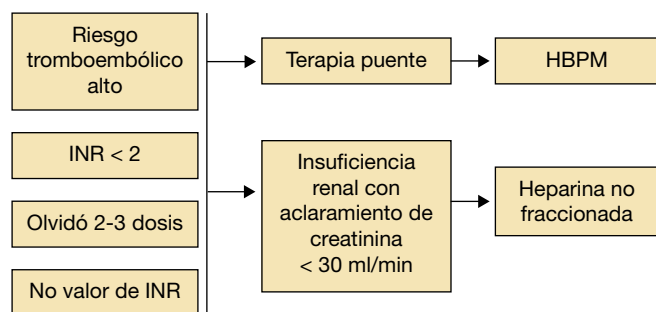 Riesgo
tromboembólico
alto
INR < 2
Olvidó 2-3 dosis
No valor de INR
Terapia puente
HBPM
Insuficiencia
renal con
aclaramiento de
creatinina
< 30 ml/min
Heparina no
fraccionada